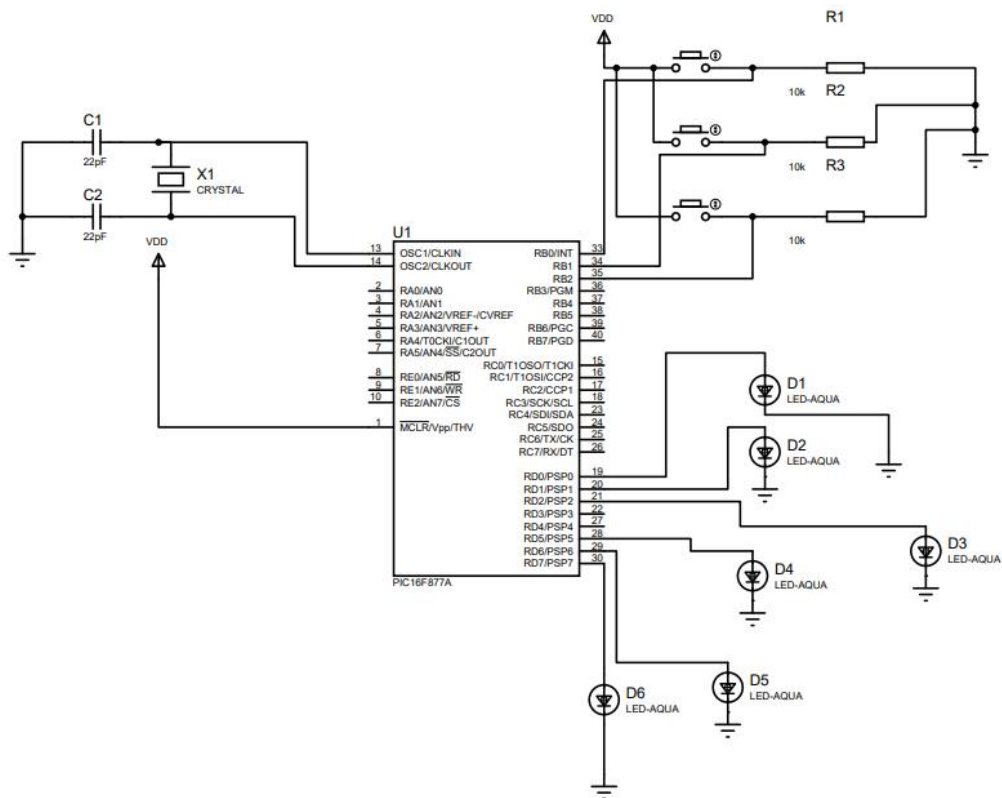 VDD
R1
10k
R2
10k
R3
10k
C1
22pF
X1
CRYSTAL
C2
22pF
VDD
U1
13 OSC1/CLKIN
14 OSC2/CLKOUT
2 RA0/AN0
3 RA1/AN1
4 RA2/AN2/VREF-/CVREF
5 RA3/AN3/VREF+
6 RA4/T0CKI/C1OUT
7 RA5/AN4/SS/C2OUT
8 RE0/AN5/RD
9 RE1/AN6/WR
10 RE2/AN7/CS
1 MCLR/Vpp/THV
RB0/INT 33
RB1 34
RB2 35
RB3/PGM 36
RB4 37
RB5 38
RB6/PGC 39
RB7/PGD 40
RC0/T1OSO/T1CKI 15
RC1/T1OSI/CCP2 16
RC2/CCP1 17
RC3/SCK/SCL 18
RC4/SDI/SDA 23
RC5/SDO 24
RC6/TX/CK 25
RC7/RX/DT 26
RD0/PSP0 19
RD1/PSP1 20
RD2/PSP2 21
RD3/PSP3 22
RD4/PSP4 27
RD5/PSP5 28
RD6/PSP6 29
RD7/PSP7 30
PIC16F877A
D1
LED-AQUA
D2
LED-AQUA
D3
LED-AQUA
D4
LED-AQUA
D5
LED-AQUA
D6
LED-AQUA